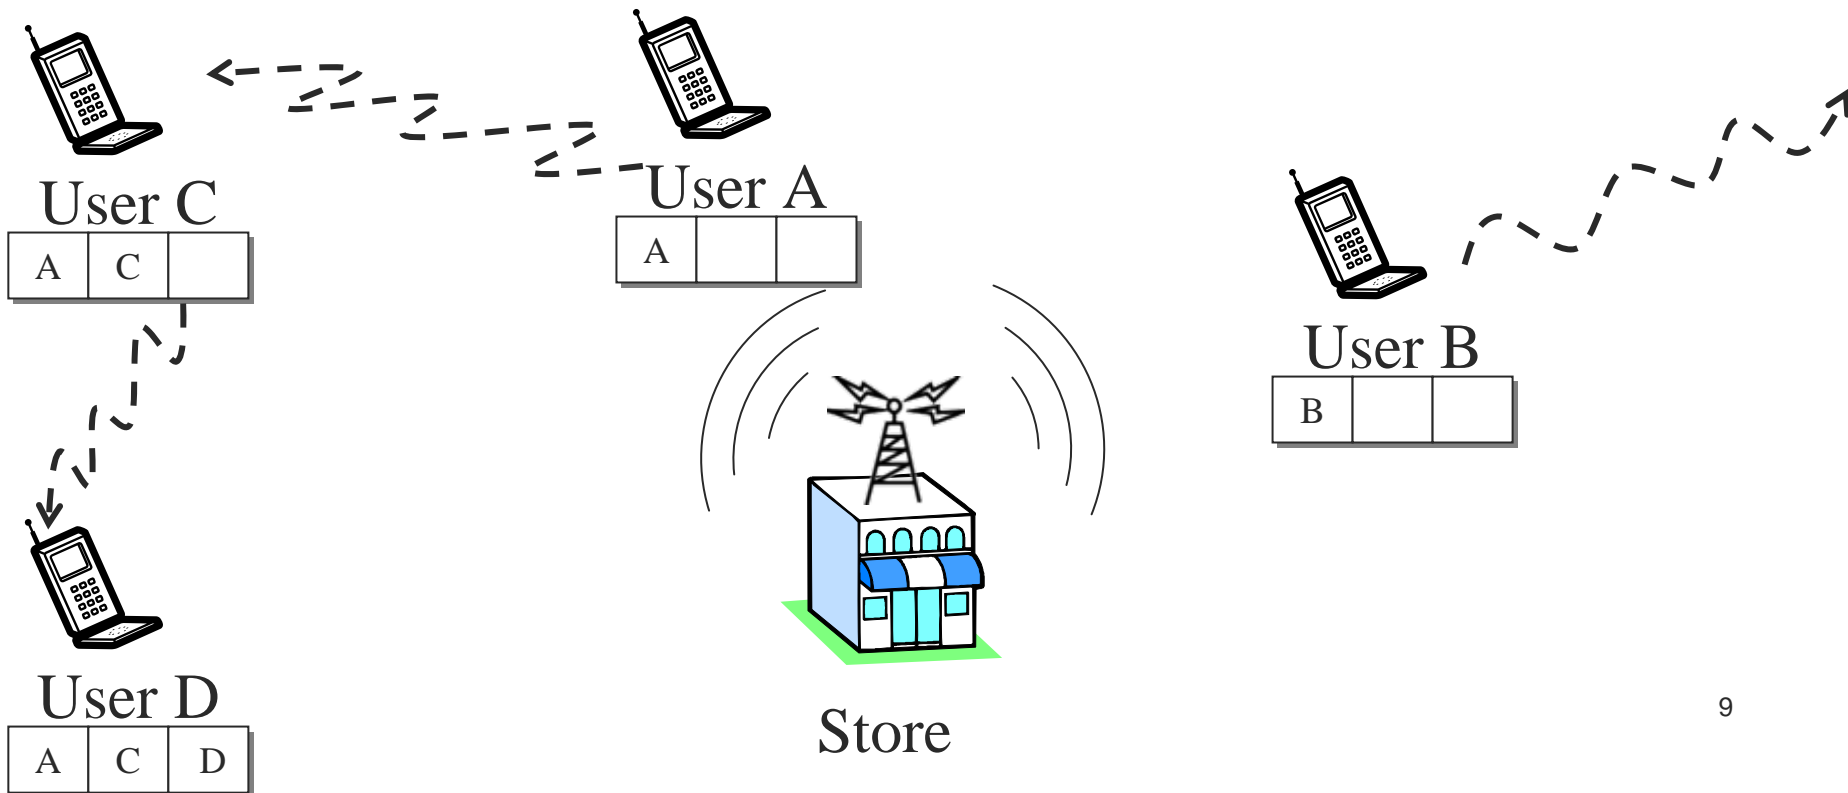 User C
A C
User A
A
User B
B
User D
A C D
Store
9